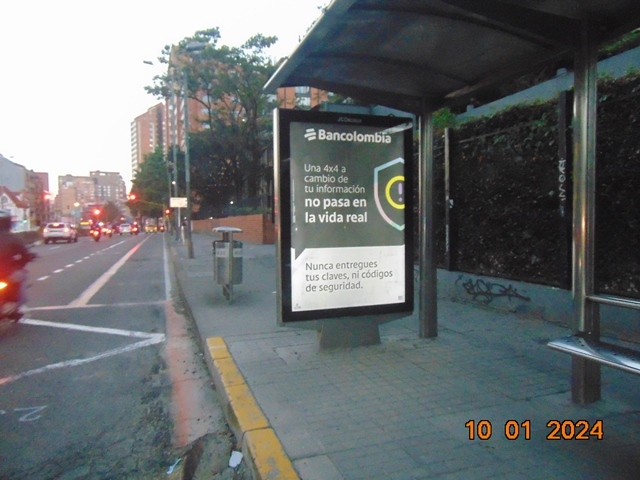 JCDecaux
Bancolombia
Una 4x4 a
cambio de
tu información
no pasa en
la vida real
Nunca entregues
tus claves, ni códigos
de seguridad.
10 01 2024